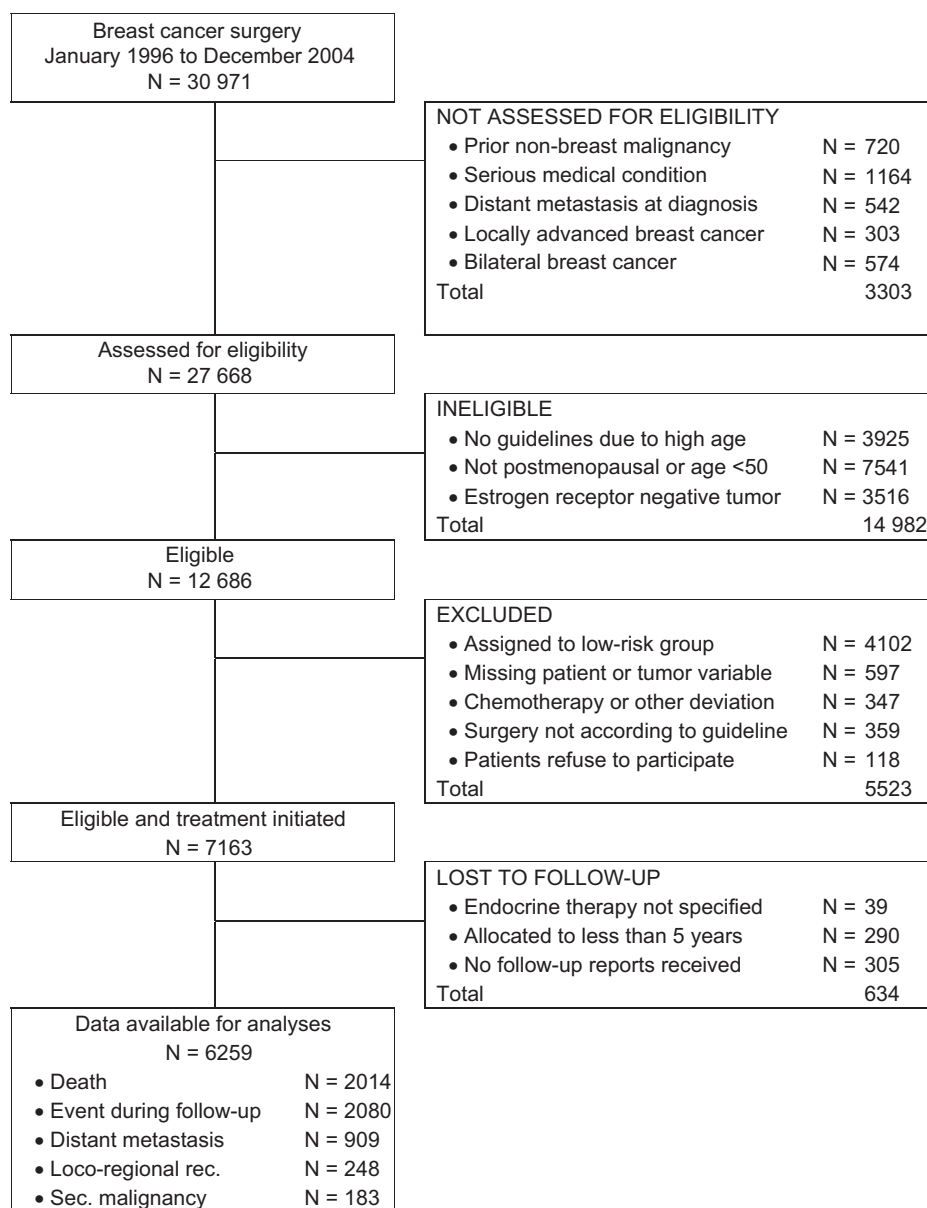 Breast cancer surgery
January 1996 to December 2004
N = 30 971
NOT ASSESSED FOR ELIGIBILITY
• Prior non-breast malignancy N = 720
• Serious medical condition N = 1164
• Distant metastasis at diagnosis N = 542
• Locally advanced breast cancer N = 303
• Bilateral breast cancer N = 574
Total 3303
Assessed for eligibility
N = 27 668
INELIGIBLE
• No guidelines due to high age N = 3925
• Not postmenopausal or age <50 N = 7541
• Estrogen receptor negative tumor N = 3516
Total 14 982
Eligible
N = 12 686
EXCLUDED
• Assigned to low-risk group N = 4102
• Missing patient or tumor variable N = 597
• Chemotherapy or other deviation N = 347
• Surgery not according to guideline N = 359
• Patients refuse to participate N = 118
Total 5523
Eligible and treatment initiated
N = 7163
LOST TO FOLLOW-UP
• Endocrine therapy not specified N = 39
• Allocated to less than 5 years N = 290
• No follow-up reports received N = 305
Total 634
Data available for analyses
N = 6259
• Death N = 2014
• Event during follow-up N = 2080
• Distant metastasis N = 909
• Loco-regional rec. N = 248
• Sec. malignancy N = 183